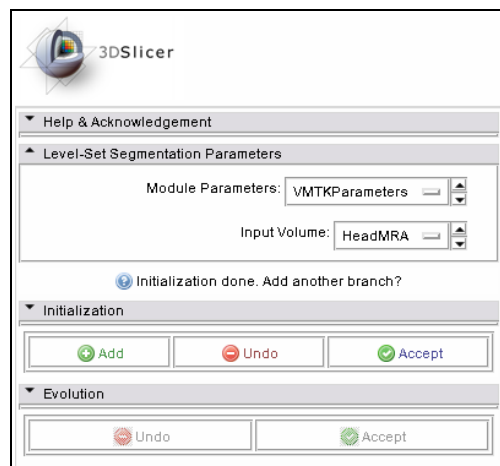 3DSlicer
Help & Acknowledgement
Level-Set Segmentation Parameters
Module Parameters: VMTKParameters
Input Volume: HeadMRA
Initialization done. Add another branch?
Initialization
Add Undo Accept
Evolution
Undo Accept